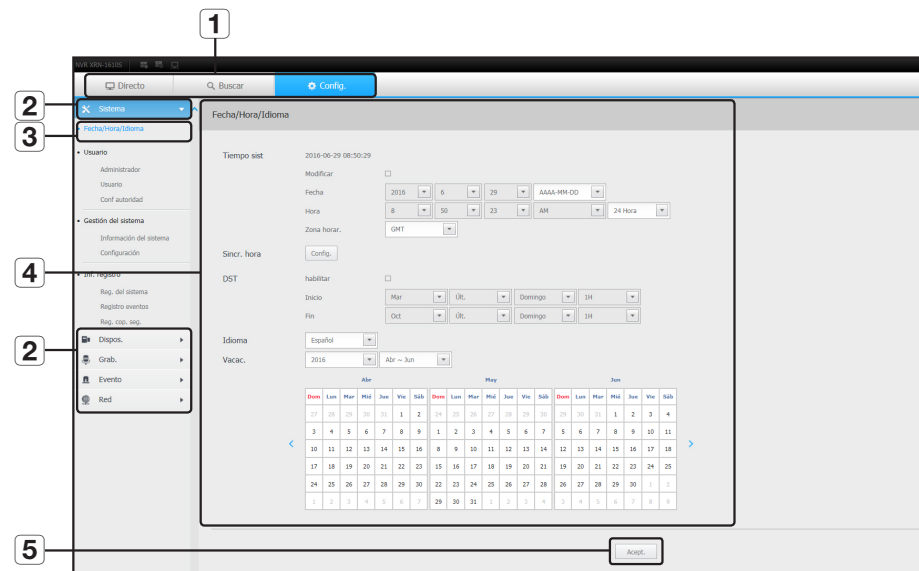 1
NVR XRN-1610S
Directo Buscar Config.
2 Sistema
3 Fecha/Hora/Idioma
Usuario
Administrador
Usuario
Conf autoridad
Gestión del sistema
Información del sistema
Configuración
4
Inf. registro
Reg. del sistema
Registro eventos
Reg. cop. seg.
2 Dispos.
Grab.
Evento
Red
Fecha/Hora/Idioma
Tiempo sist 2016-06-29 08:50:29
Modificar
Fecha 2016 6 29 AAAA-MM-DD
Hora 8 50 23 AM 24 Hora
Zona horar. GMT
Sincr. hora Config.
DST habilitar
Inicio Mar Últ. Domingo 1H
Fin Oct Últ. Domingo 1H
Idioma Español
Vacac. 2016 Abr ~ Jun
Abr May Jun
Dom Lun Mar Mié Jue Vie Sáb Dom Lun Mar Mié Jue Vie Sáb Dom Lun Mar Mié Jue Vie Sáb
27 28 29 30 31 1 2 24 25 26 27 28 29 30 29 30 31 1 2 3 4
3 4 5 6 7 8 9 1 2 3 4 5 6 7 5 6 7 8 9 10 11
10 11 12 13 14 15 16 8 9 10 11 12 13 14 12 13 14 15 16 17 18
17 18 19 20 21 22 23 15 16 17 18 19 20 21 19 20 21 22 23 24 25
24 25 26 27 28 29 30 22 23 24 25 26 27 28 26 27 28 29 30 1 2
1 2 3 4 5 6 7 29 30 31 1 2 3 4 3 4 5 6 7 8 9
5 Acept.